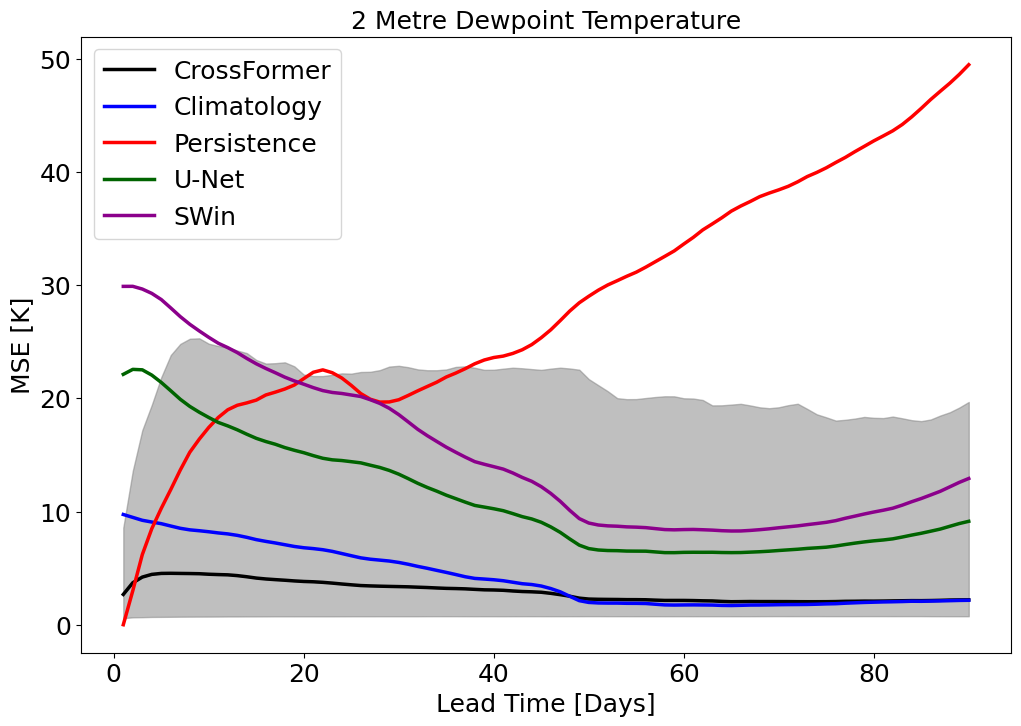 2 Metre Dewpoint Temperature
MSE [K]
50
40
30
20
10
0
CrossFormer
Climatology
Persistence
U-Net
SWin
0 20 40 60 80
Lead Time [Days]